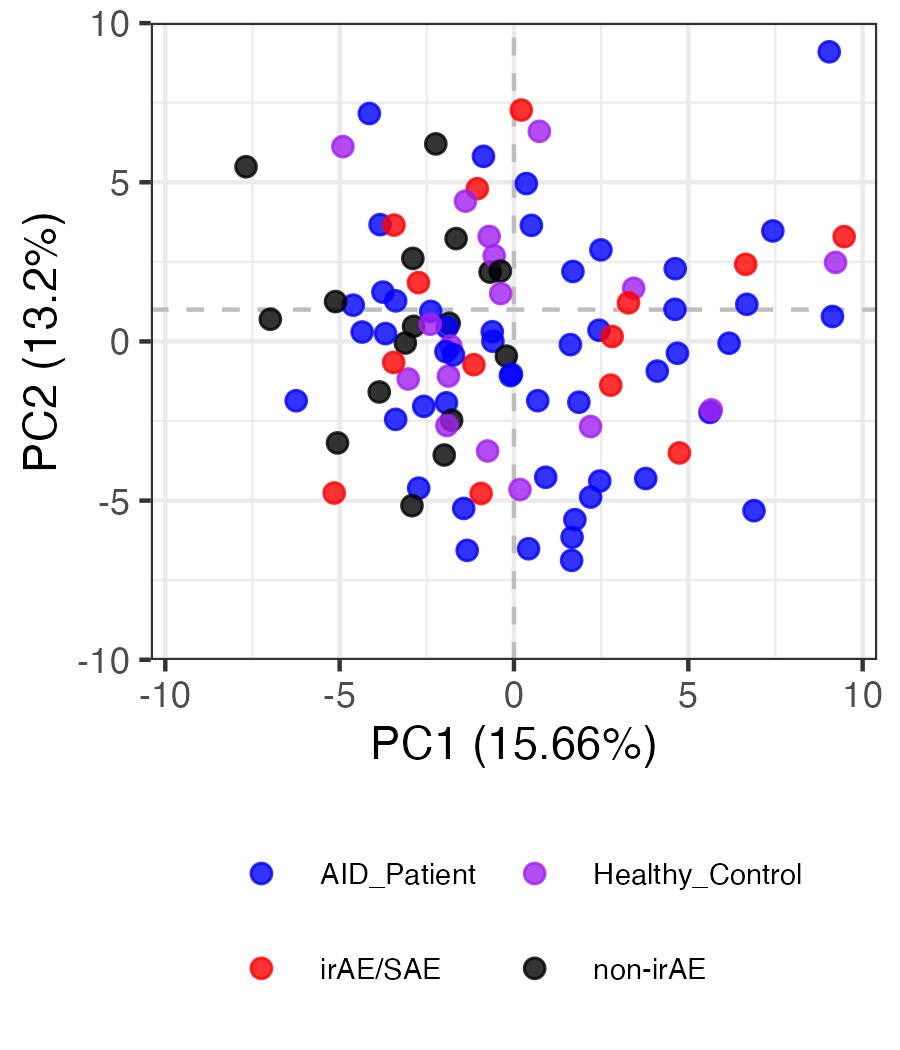 10
5
0
-5
-10
PC2 (13.2%)
-10 -5 0 5 10
PC1 (15.66%)
AID_Patient Healthy_Control
irAE/SAE non-irAE